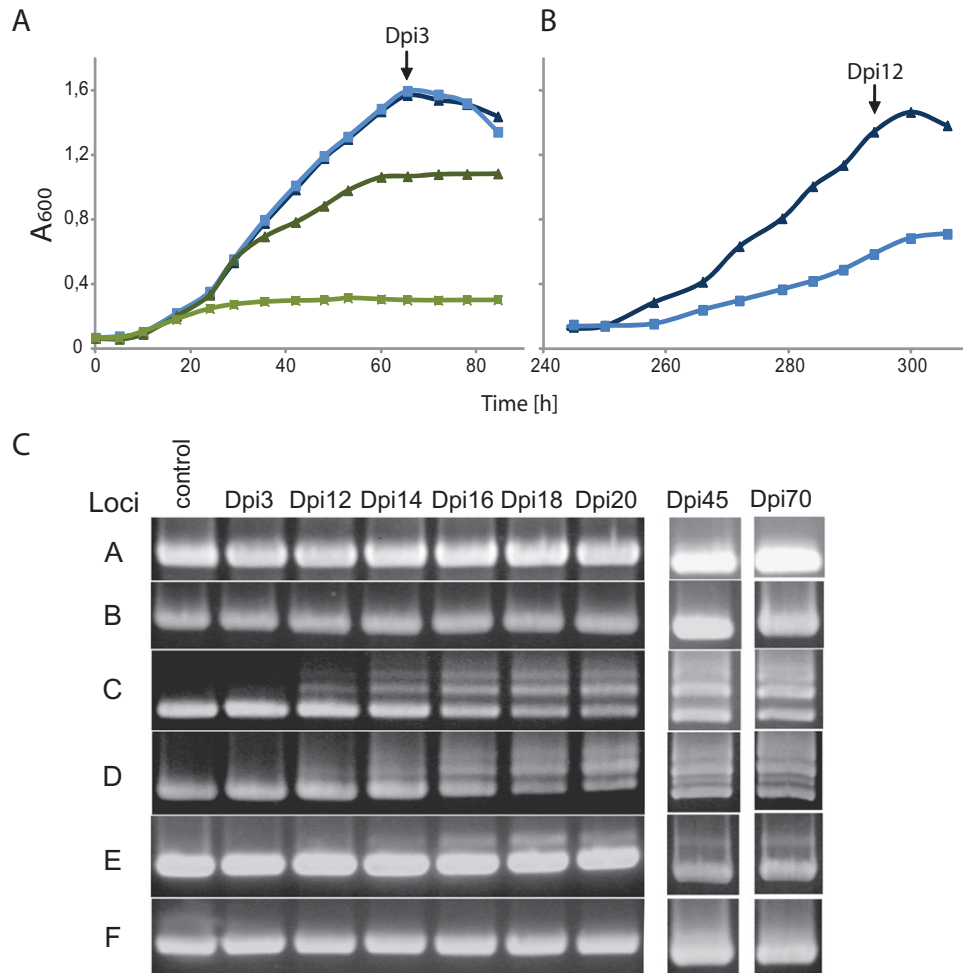 A
B
Dpi3
Dpi12
1,6
1,2
0,8
0,4
0
A600
0 20 40 60 80
240 260 280 300
Time [h]
C
Loci control Dpi3 Dpi12 Dpi14 Dpi16 Dpi18 Dpi20 Dpi45 Dpi70
A
B
C
D
E
F